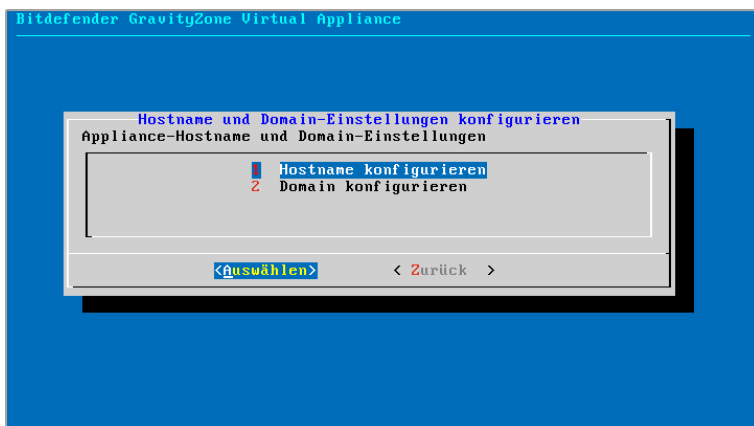 Bitdefender GravityZone Virtual Appliance
Hostname und Domain-Einstellungen konfigurieren
Appliance-Hostname und Domain-Einstellungen
1 Hostname konfigurieren
2 Domain konfigurieren
<Auswählen> < Zurück >